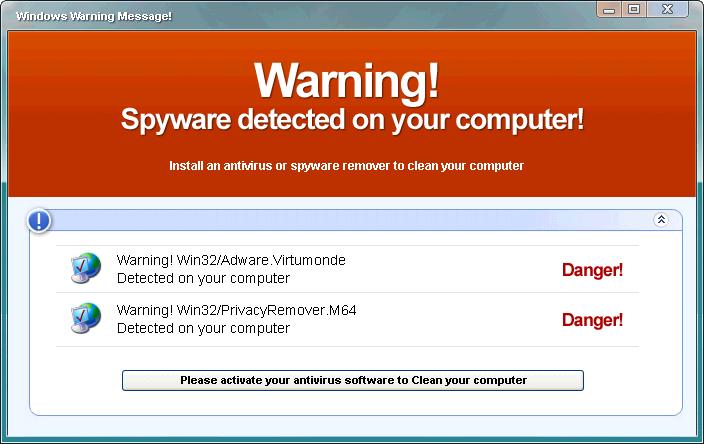 Windows Warning Message!
Warning!
Spyware detected on your computer!
Install an antivirus or spyware remover to clean your computer
Warning! Win32/Adware.Virtumonde
Detected on your computer
Danger!
Warning! Win32/PrivacyRemover.M64
Detected on your computer
Danger!
Please activate your antivirus software to Clean your computer